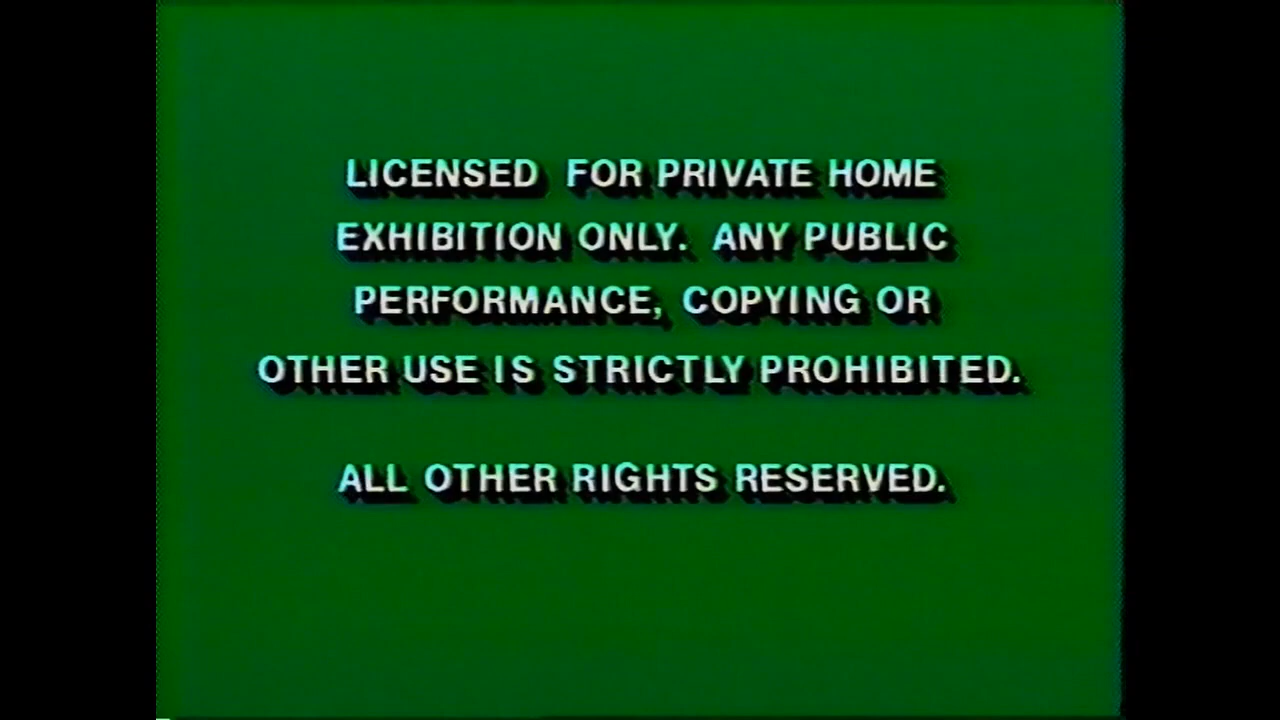 LICENSED FOR PRIVATE HOME
EXHIBITION ONLY. ANY PUBLIC
PERFORMANCE, COPYING OR
OTHER USE IS STRICTLY PROHIBITED.
ALL OTHER RIGHTS RESERVED.